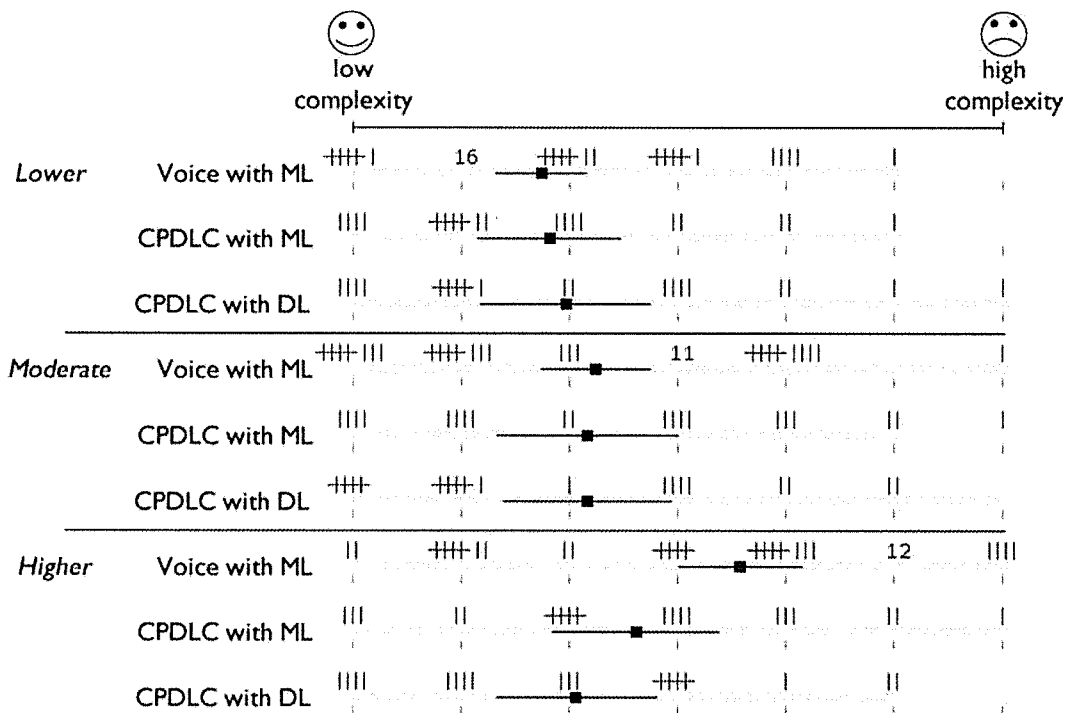 low
complexity
high
complexity
Lower
Voice with ML
16
CPDLC with ML
CPDLC with DL
Moderate
Voice with ML
11
CPDLC with ML
CPDLC with DL
Higher
Voice with ML
12
CPDLC with ML
CPDLC with DL